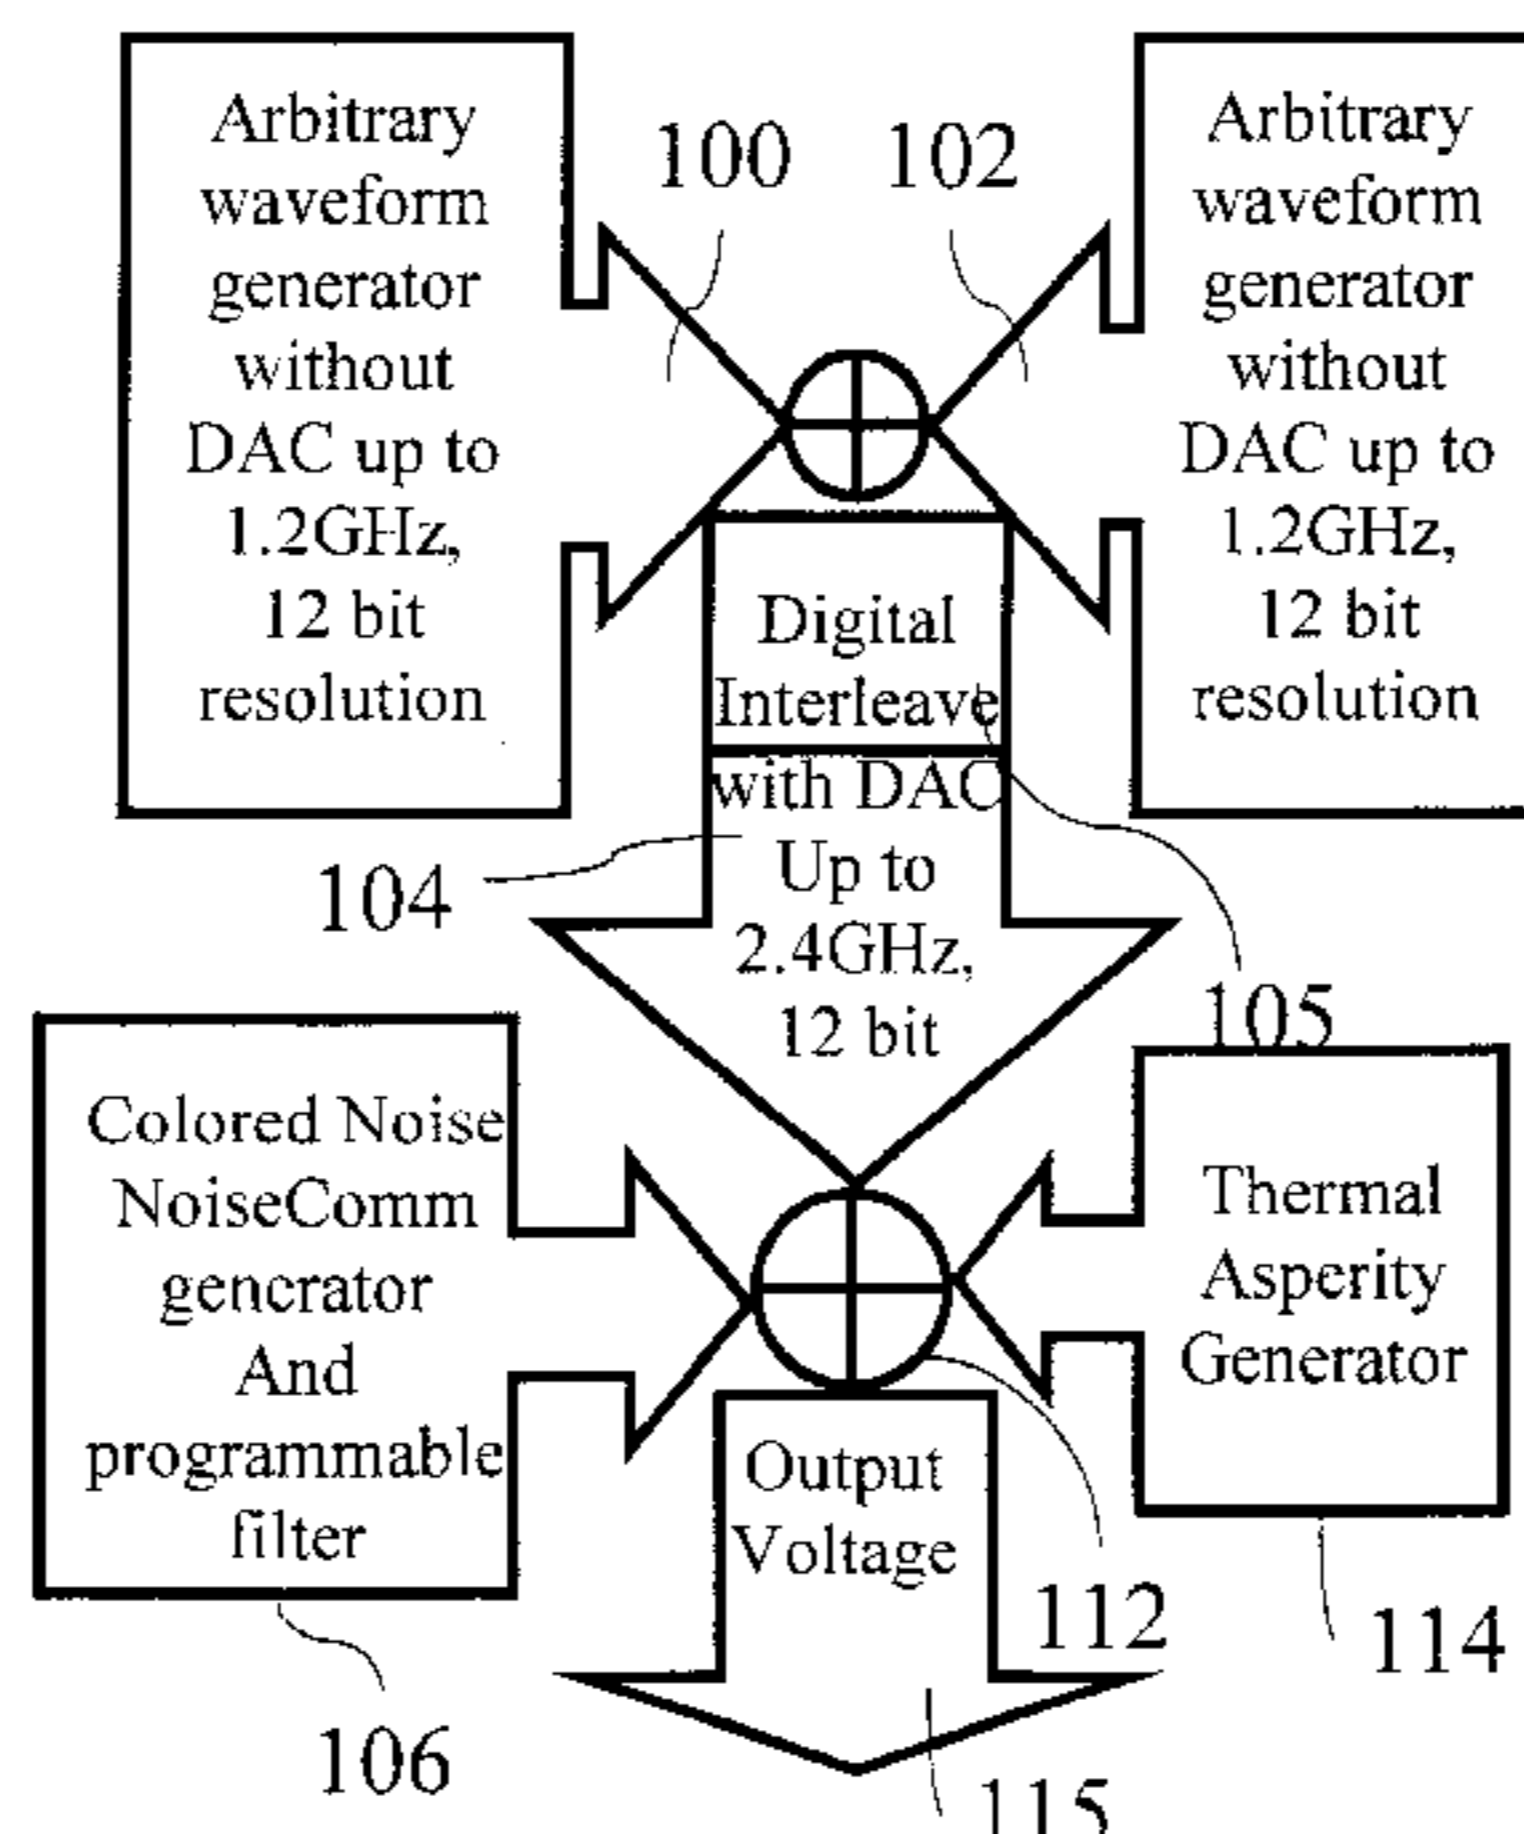 Arbitrary
waveform
generator
without
DAC up to
1.2GHz,
12 bit
resolution
100
102
Arbitrary
waveform
generator
without
DAC up to
1.2GHz,
12 bit
resolution
Digital
Interleave
with DAC
Up to
2.4GHz,
12 bit
104
105
Colored Noise
NoiseComm
generator
And
programmable
filter
106
Thermal
Asperity
Generator
114
112
Output
Voltage
115